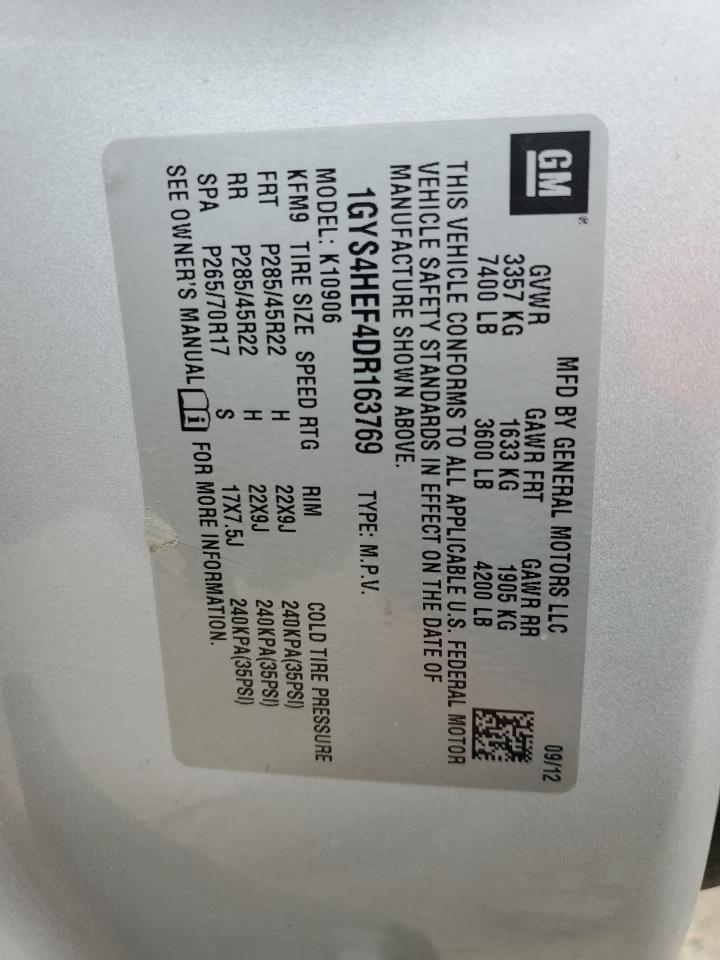 GM®
MFD BY GENERAL MOTORS LLC 09/12
GVWR GAWR FRT GAWR RR
3357 KG 1633 KG 1905 KG
7400 LB 3600 LB 4200 LB
THIS VEHICLE CONFORMS TO ALL APPLICABLE U.S. FEDERAL MOTOR
VEHICLE SAFETY STANDARDS IN EFFECT ON THE DATE OF
MANUFACTURE SHOWN ABOVE.
1GYS4HEF4DR163769 TYPE: M.P.V.
MODEL: K10906 COLD TIRE PRESSURE
KFM9 TIRE SIZE SPEED RTG RIM
FRT P285/45R22 H 22X9J 240KPA(35PSI)
RR P285/45R22 H 22X9J 240KPA(35PSI)
SPA P265/70R17 S 17X7.5J 240KPA(35PSI)
SEE OWNER'S MANUAL i FOR MORE INFORMATION.